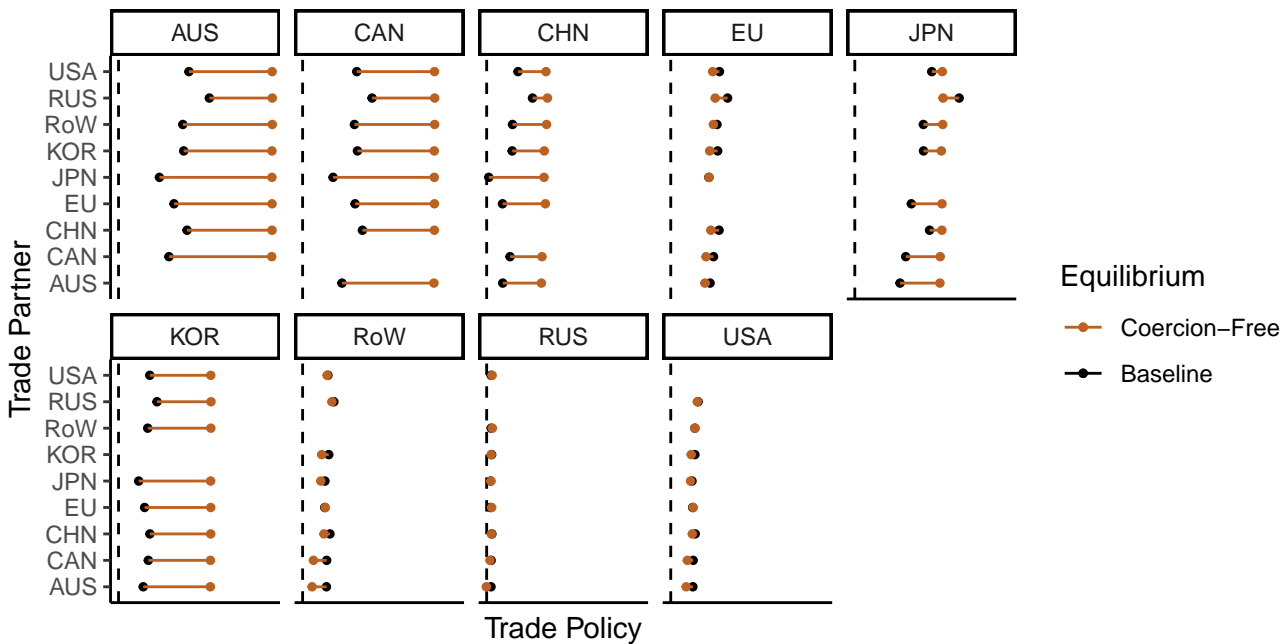 AUS CAN CHN EU JPN
USA
RUS
RoW
KOR
JPN
EU
CHN
CAN
AUS
KOR RoW RUS USA
USA
RUS
RoW
KOR
JPN
EU
CHN
CAN
AUS
Trade Partner
Trade Policy
Equilibrium
Coercion−Free
Baseline